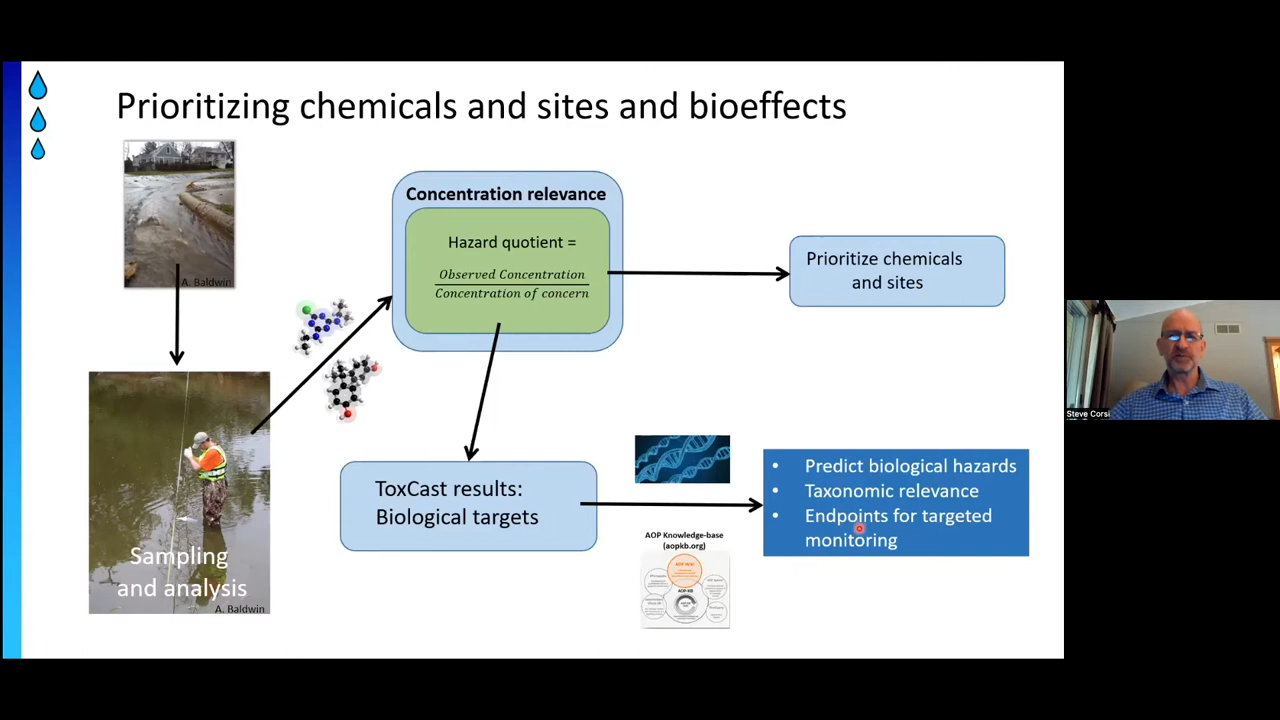 Prioritizing chemicals and sites and bioeffects
A. Baldwin
Concentration relevance
Hazard quotient =
Observed Concentration
Concentration of concern
Prioritize chemicals
and sites
Steve Corsi
Sampling
and analysis
A. Baldwin
ToxCast results:
Biological targets
AOP Knowledge-base
(aopkb.org)
AOP-KB
• Predict biological hazards
• Taxonomic relevance
• Endpoints for targeted
monitoring